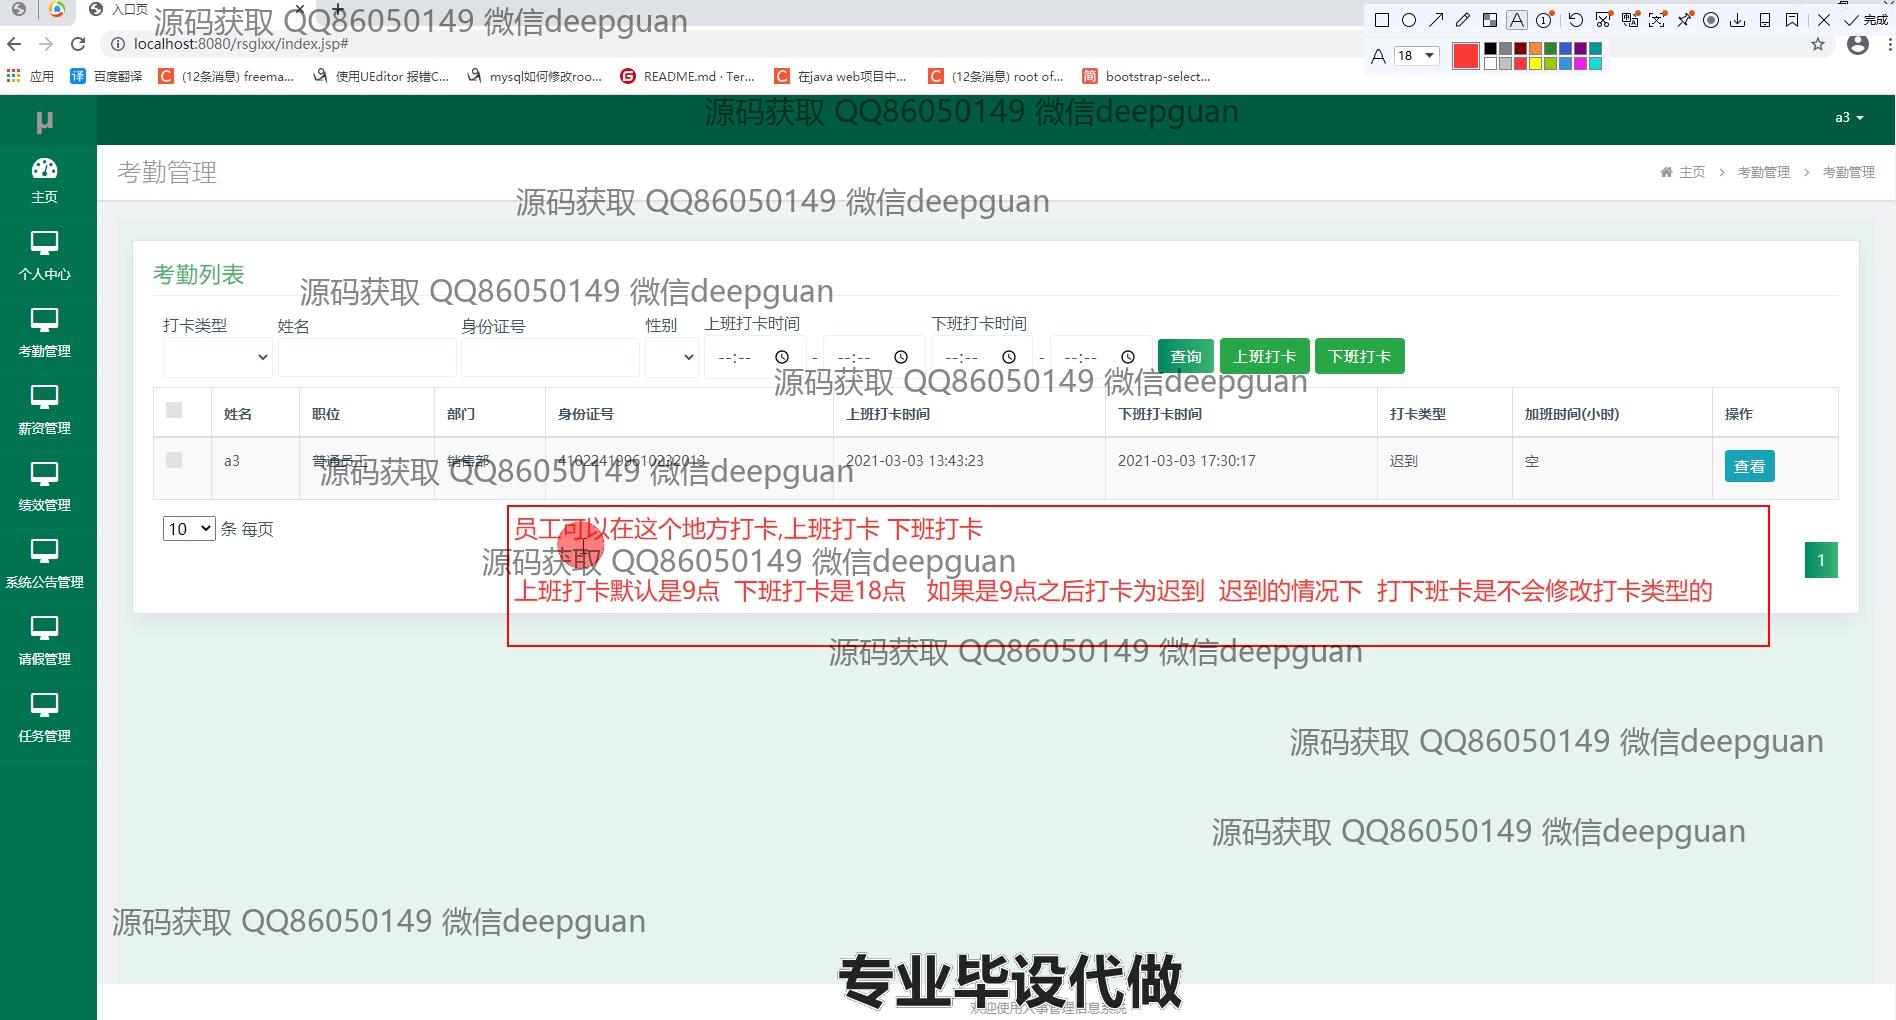 入口页
源码获取 QQ86050149 微信deepguan
localhost:8080/rsglxx/index.jsp#
完成
18
应用 百度翻译 (12条消息) freema... 使用UEditor 报错C... mysql如何修改roo... README.md · Ter... 在java web项目中... (12条消息) root of... bootstrap-select...
源码获取 QQ86050149 微信deepguan
μ
a3
考勤管理
主页 > 考勤管理 > 考勤管理
源码获取 QQ86050149 微信deepguan
主页
个人中心
考勤管理
薪资管理
绩效管理
系统公告管理
请假管理
任务管理
考勤列表
源码获取 QQ86050149 微信deepguan
打卡类型 姓名 身份证号 性别 上班打卡时间 下班打卡时间
--:-- - --:-- --:-- - --:-- 查询 上班打卡 下班打卡
源码获取 QQ86050149 微信deepguan
姓名 职位 部门 身份证号 上班打卡时间 下班打卡时间 打卡类型 加班时间(小时) 操作
a3 普通员工 销售部 410224199610232013 2021-03-03 13:43:23 2021-03-03 17:30:17 迟到 空 查看
源码获取 QQ86050149 微信deepguan
10 条 每页
员工可以在这个地方打卡,上班打卡 下班打卡
源码获取 QQ86050149 微信deepguan
1
上班打卡默认是9点 下班打卡是18点 如果是9点之后打卡为迟到 迟到的情况下 打下班卡是不会修改打卡类型的
源码获取 QQ86050149 微信deepguan
源码获取 QQ86050149 微信deepguan
源码获取 QQ86050149 微信deepguan
源码获取 QQ86050149 微信deepguan
专业毕设代做
欢迎使用人事管理信息系统